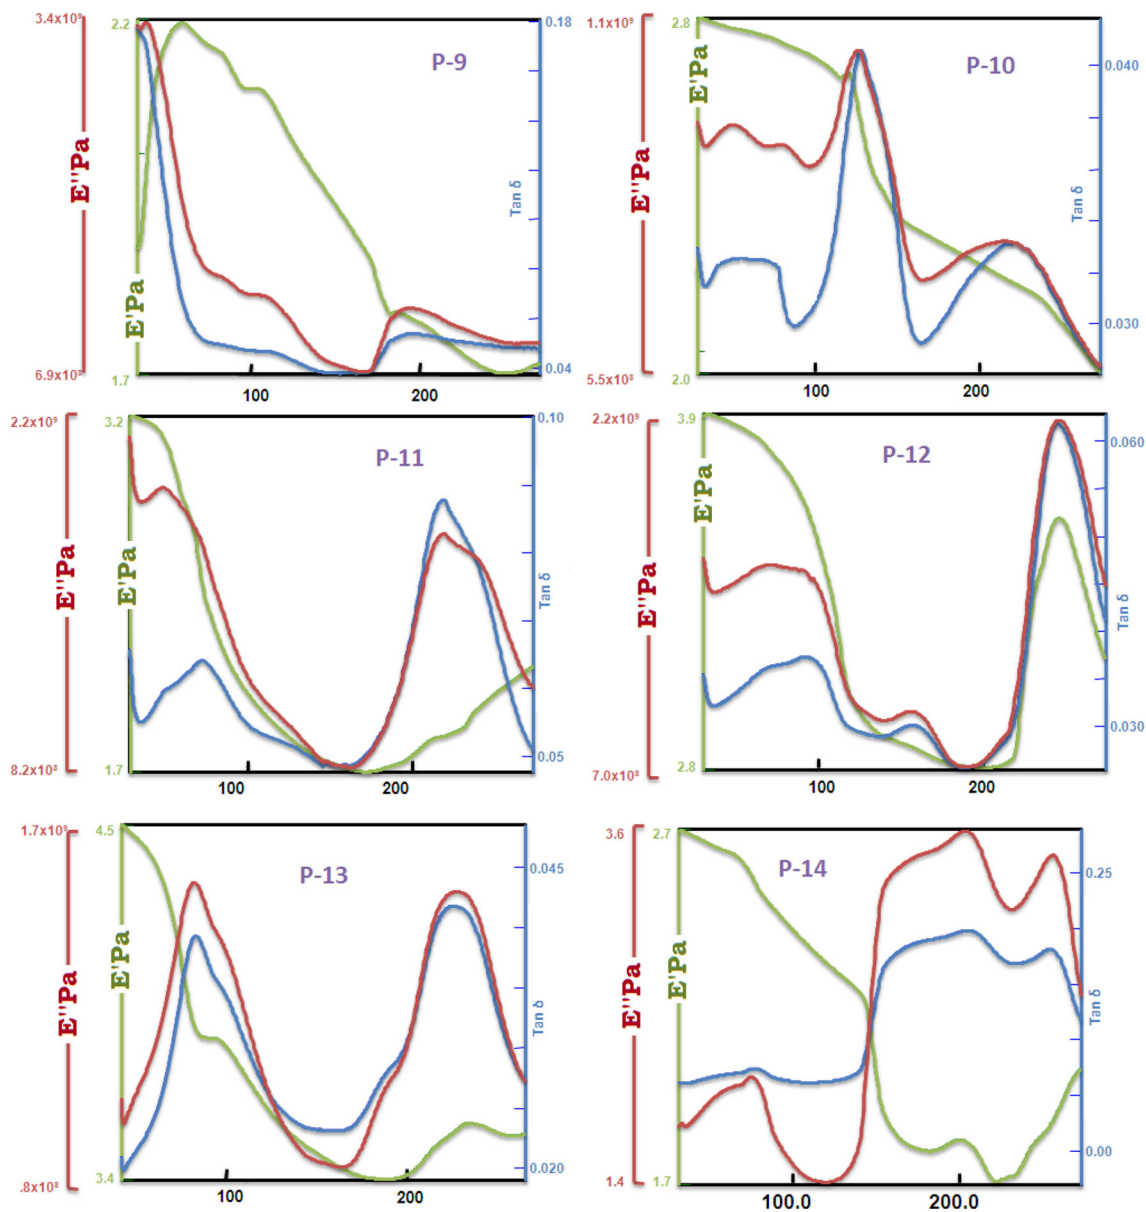 3.4x10⁹
2.2
0.18
P-9
E''Pa
E'Pa
Tan δ
6.9x10⁸
1.7
0.04
100
200
1.1x10⁹
2.8
0.040
P-10
E''Pa
E'Pa
Tan δ
0.030
5.5x10⁸
2.0
100
200
2.2x10⁹
3.2
0.10
P-11
E''Pa
E'Pa
Tan δ
0.05
8.2x10⁸
1.7
100
200
2.2x10⁹
3.9
0.060
P-12
E''Pa
E'Pa
Tan δ
0.030
7.0x10⁸
2.8
100
200
1.7x10⁹
4.5
0.045
P-13
E''Pa
E'Pa
Tan δ
0.020
.8x10⁸
3.4
100
200
3.6
2.7
0.25
P-14
E''Pa
E'Pa
Tan δ
0.00
1.4
1.7
100.0
200.0